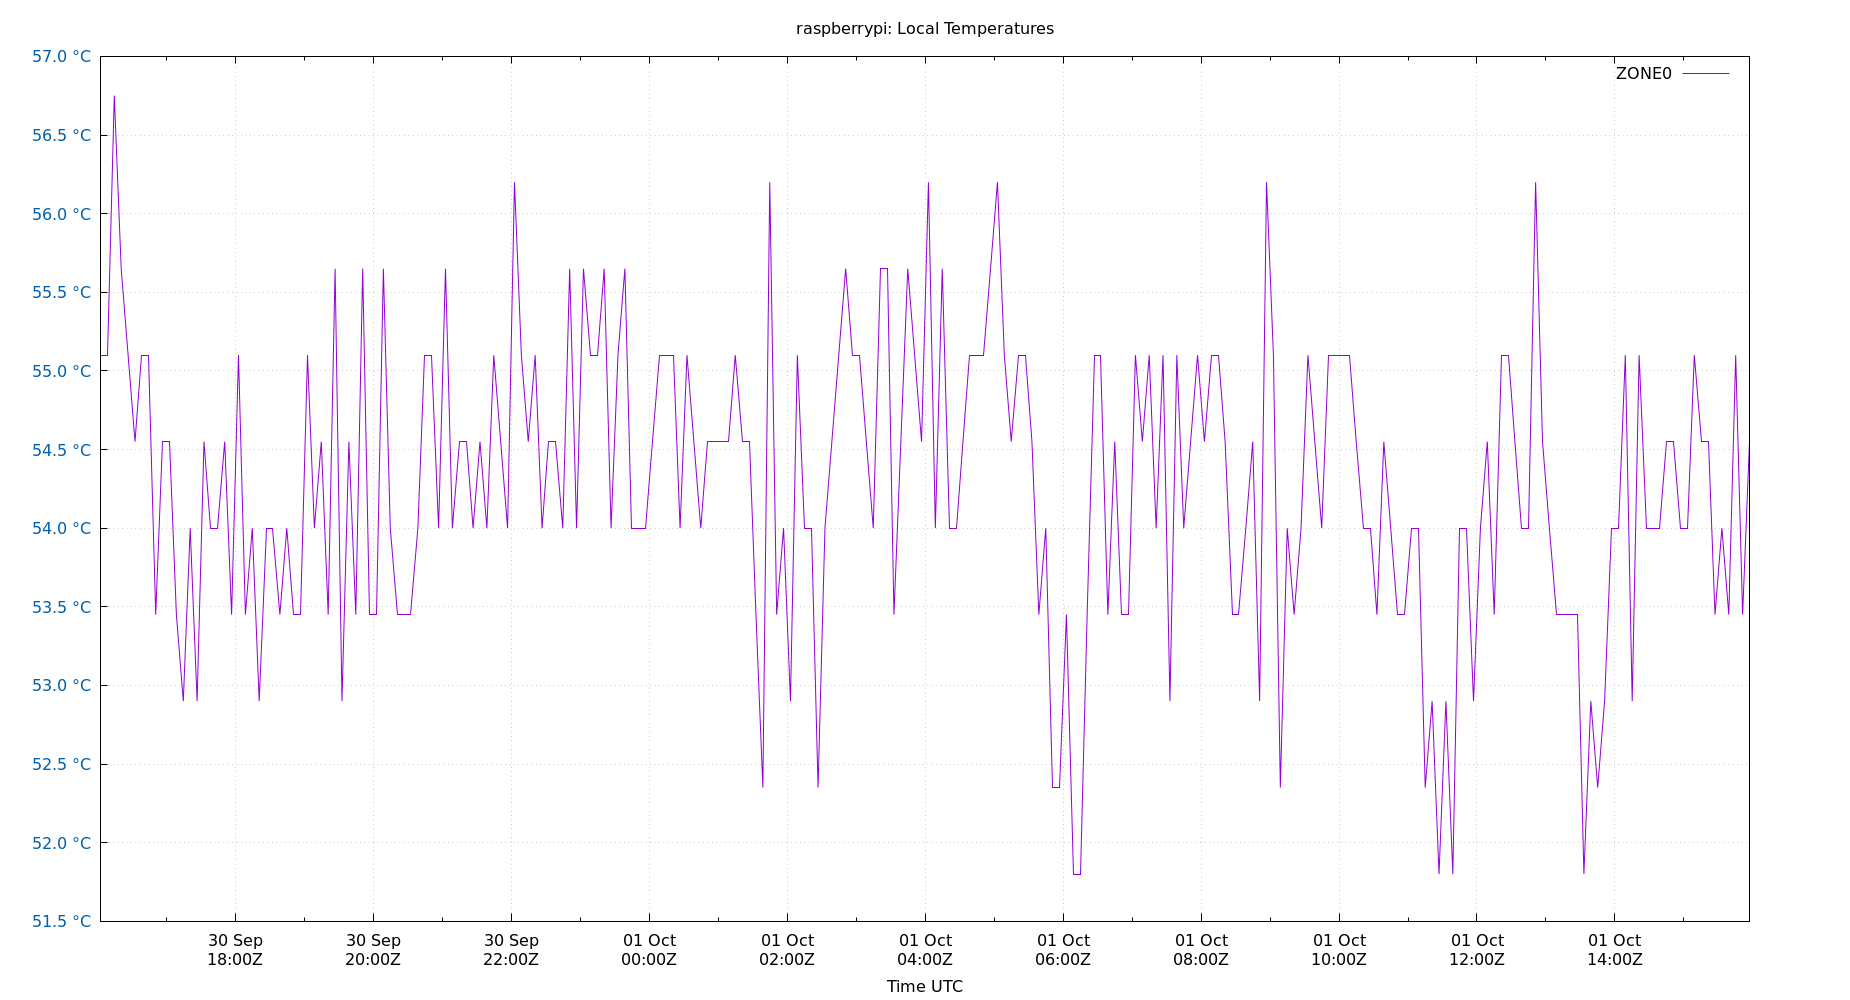 raspberrypi: Local Temperatures
ZONE0
57.0 °C
56.5 °C
56.0 °C
55.5 °C
55.0 °C
54.5 °C
54.0 °C
53.5 °C
53.0 °C
52.5 °C
52.0 °C
51.5 °C
30 Sep
18:00Z
30 Sep
20:00Z
30 Sep
22:00Z
01 Oct
00:00Z
01 Oct
02:00Z
01 Oct
04:00Z
01 Oct
06:00Z
01 Oct
08:00Z
01 Oct
10:00Z
01 Oct
12:00Z
01 Oct
14:00Z
Time UTC